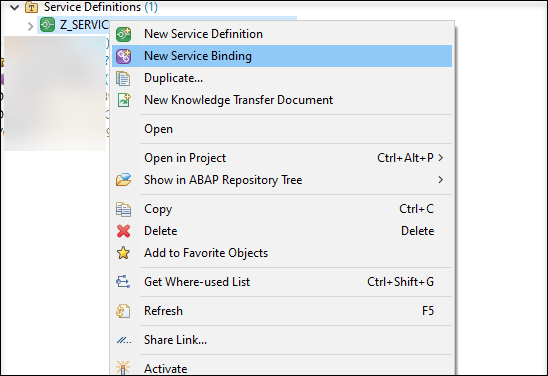 Service Definitions (1)
Z_SERVIC
New Service Definition
New Service Binding
Duplicate...
New Knowledge Transfer Document
Open
Open in Project Ctrl+Alt+P
Show in ABAP Repository Tree
Copy Ctrl+C
Delete Delete
Add to Favorite Objects
Get Where-used List Ctrl+Shift+G
Refresh F5
Share Link...
Activate